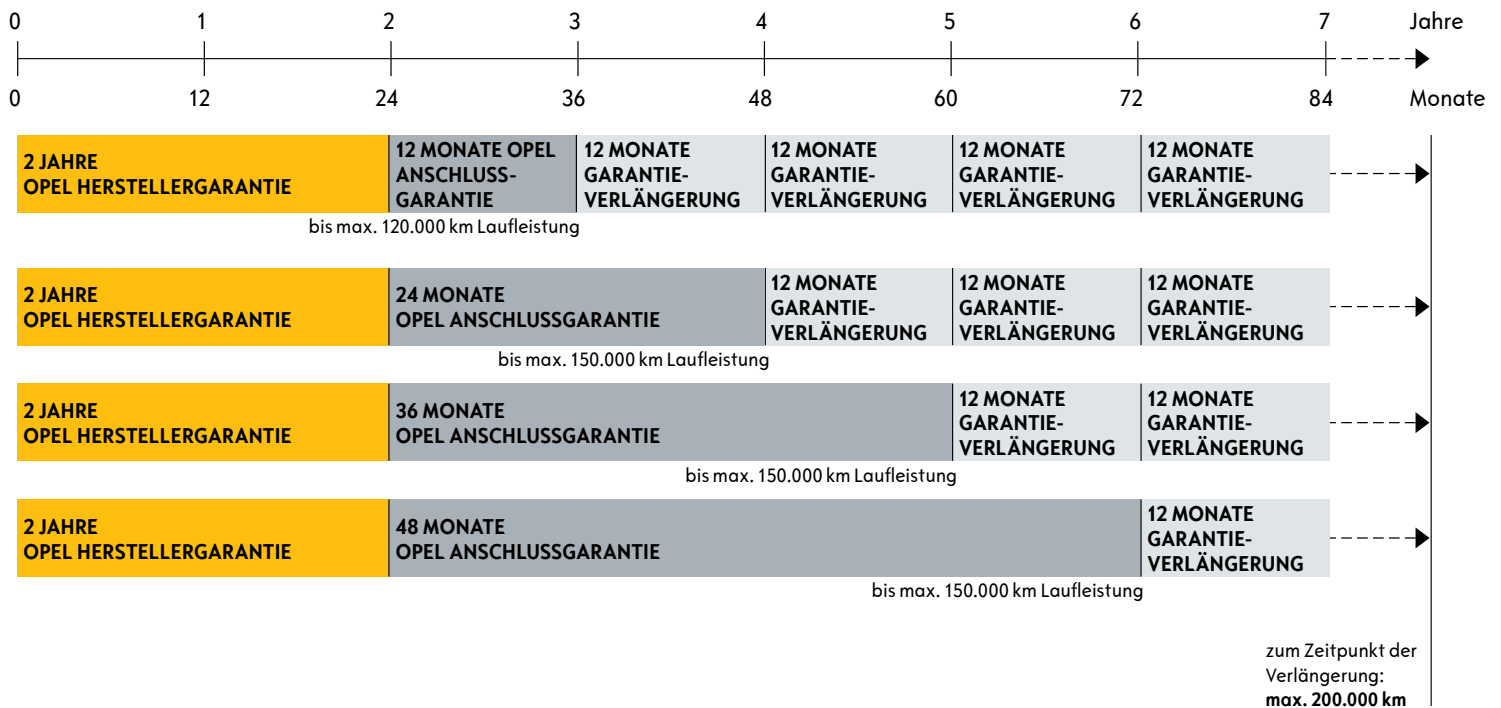 0 1 2 3 4 5 6 7 Jahre
0 12 24 36 48 60 72 84 Monate
2 JAHRE
OPEL HERSTELLERGARANTIE
12 MONATE OPEL
ANSCHLUSS-
GARANTIE
12 MONATE
GARANTIE-
VERLÄNGERUNG
12 MONATE
GARANTIE-
VERLÄNGERUNG
12 MONATE
GARANTIE-
VERLÄNGERUNG
12 MONATE
GARANTIE-
VERLÄNGERUNG
bis max. 120.000 km Laufleistung
2 JAHRE
OPEL HERSTELLERGARANTIE
24 MONATE
OPEL ANSCHLUSSGARANTIE
12 MONATE
GARANTIE-
VERLÄNGERUNG
12 MONATE
GARANTIE-
VERLÄNGERUNG
12 MONATE
GARANTIE-
VERLÄNGERUNG
bis max. 150.000 km Laufleistung
2 JAHRE
OPEL HERSTELLERGARANTIE
36 MONATE
OPEL ANSCHLUSSGARANTIE
12 MONATE
GARANTIE-
VERLÄNGERUNG
12 MONATE
GARANTIE-
VERLÄNGERUNG
bis max. 150.000 km Laufleistung
2 JAHRE
OPEL HERSTELLERGARANTIE
48 MONATE
OPEL ANSCHLUSSGARANTIE
12 MONATE
GARANTIE-
VERLÄNGERUNG
bis max. 150.000 km Laufleistung
zum Zeitpunkt der
Verlängerung:
max. 200.000 km